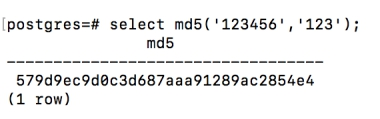 postgres=# select md5('123456','123');
md5
----------------------------------
579d9ec9d0c3d687aaa91289ac2854e4
(1 row)